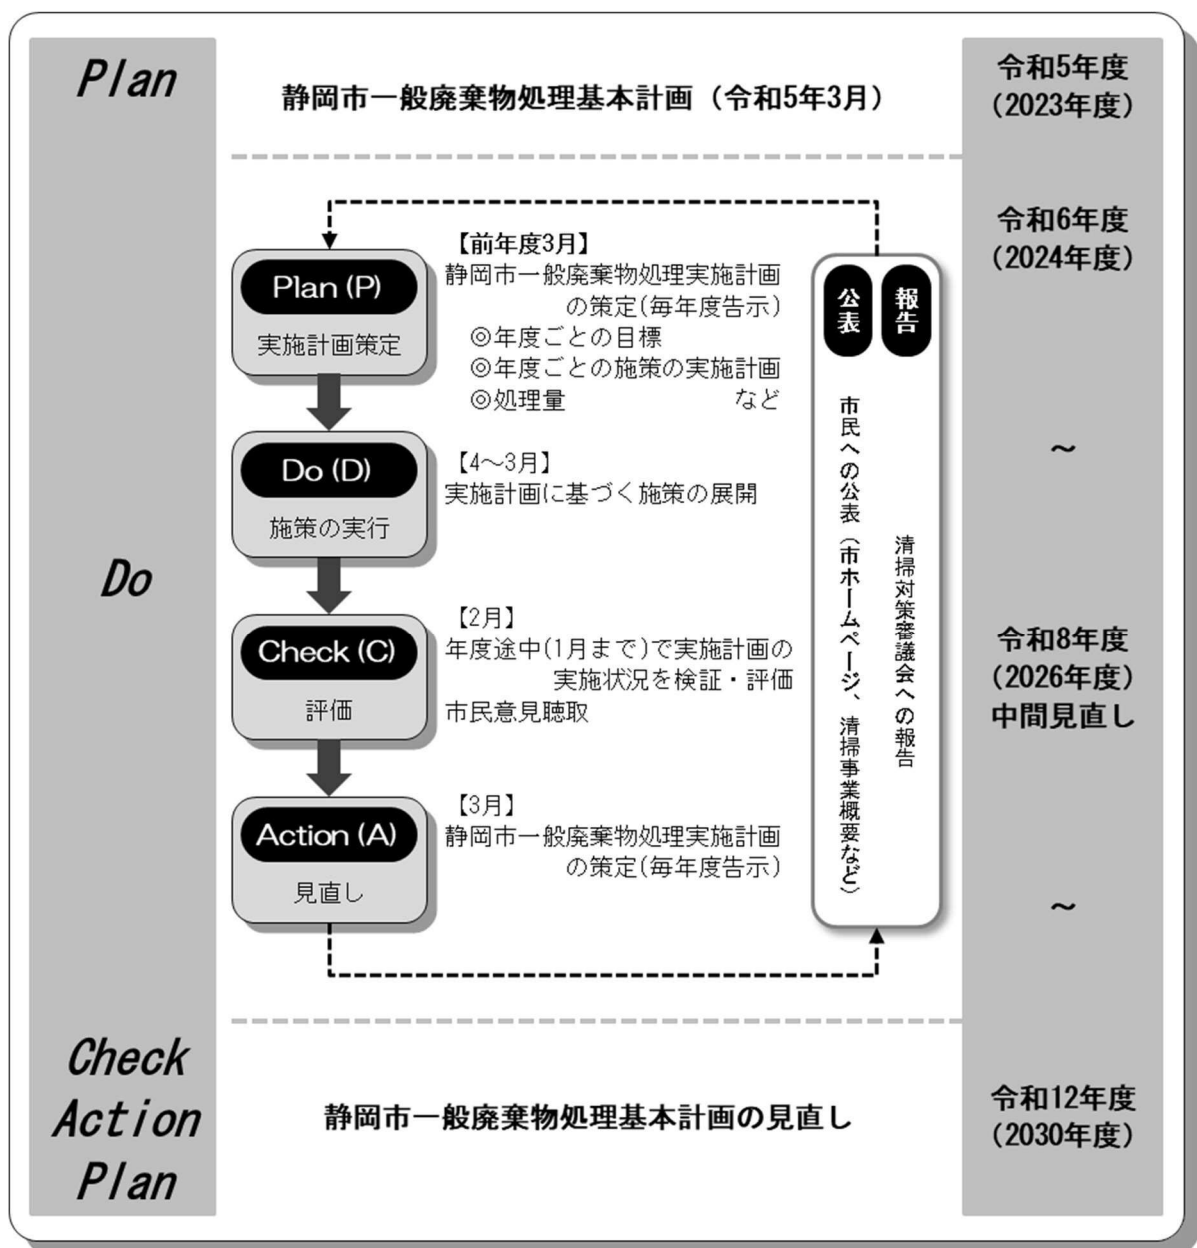 Plan
静岡市一般廃棄物処理基本計画（令和5年3月）
令和5年度
（2023年度）
令和6年度
（2024年度）
Plan (P)
実施計画策定
【前年度3月】
静岡市一般廃棄物処理実施計画
の策定(毎年度告示)
◎年度ごとの目標
◎年度ごとの施策の実施計画
◎処理量　など
Do
Do (D)
施策の実行
【4～3月】
実施計画に基づく施策の展開
Check (C)
評価
【2月】
年度途中(1月まで)で実施計画の
実施状況を検証・評価
市民意見聴取
Action (A)
見直し
【3月】
静岡市一般廃棄物処理実施計画
の策定(毎年度告示)
報告
清掃対策審議会への報告
公表
市民への公表（市ホームページ、清掃事業概要など）
～
令和8年度
（2026年度）
中間見直し
～
Check
Action
Plan
静岡市一般廃棄物処理基本計画の見直し
令和12年度
（2030年度）